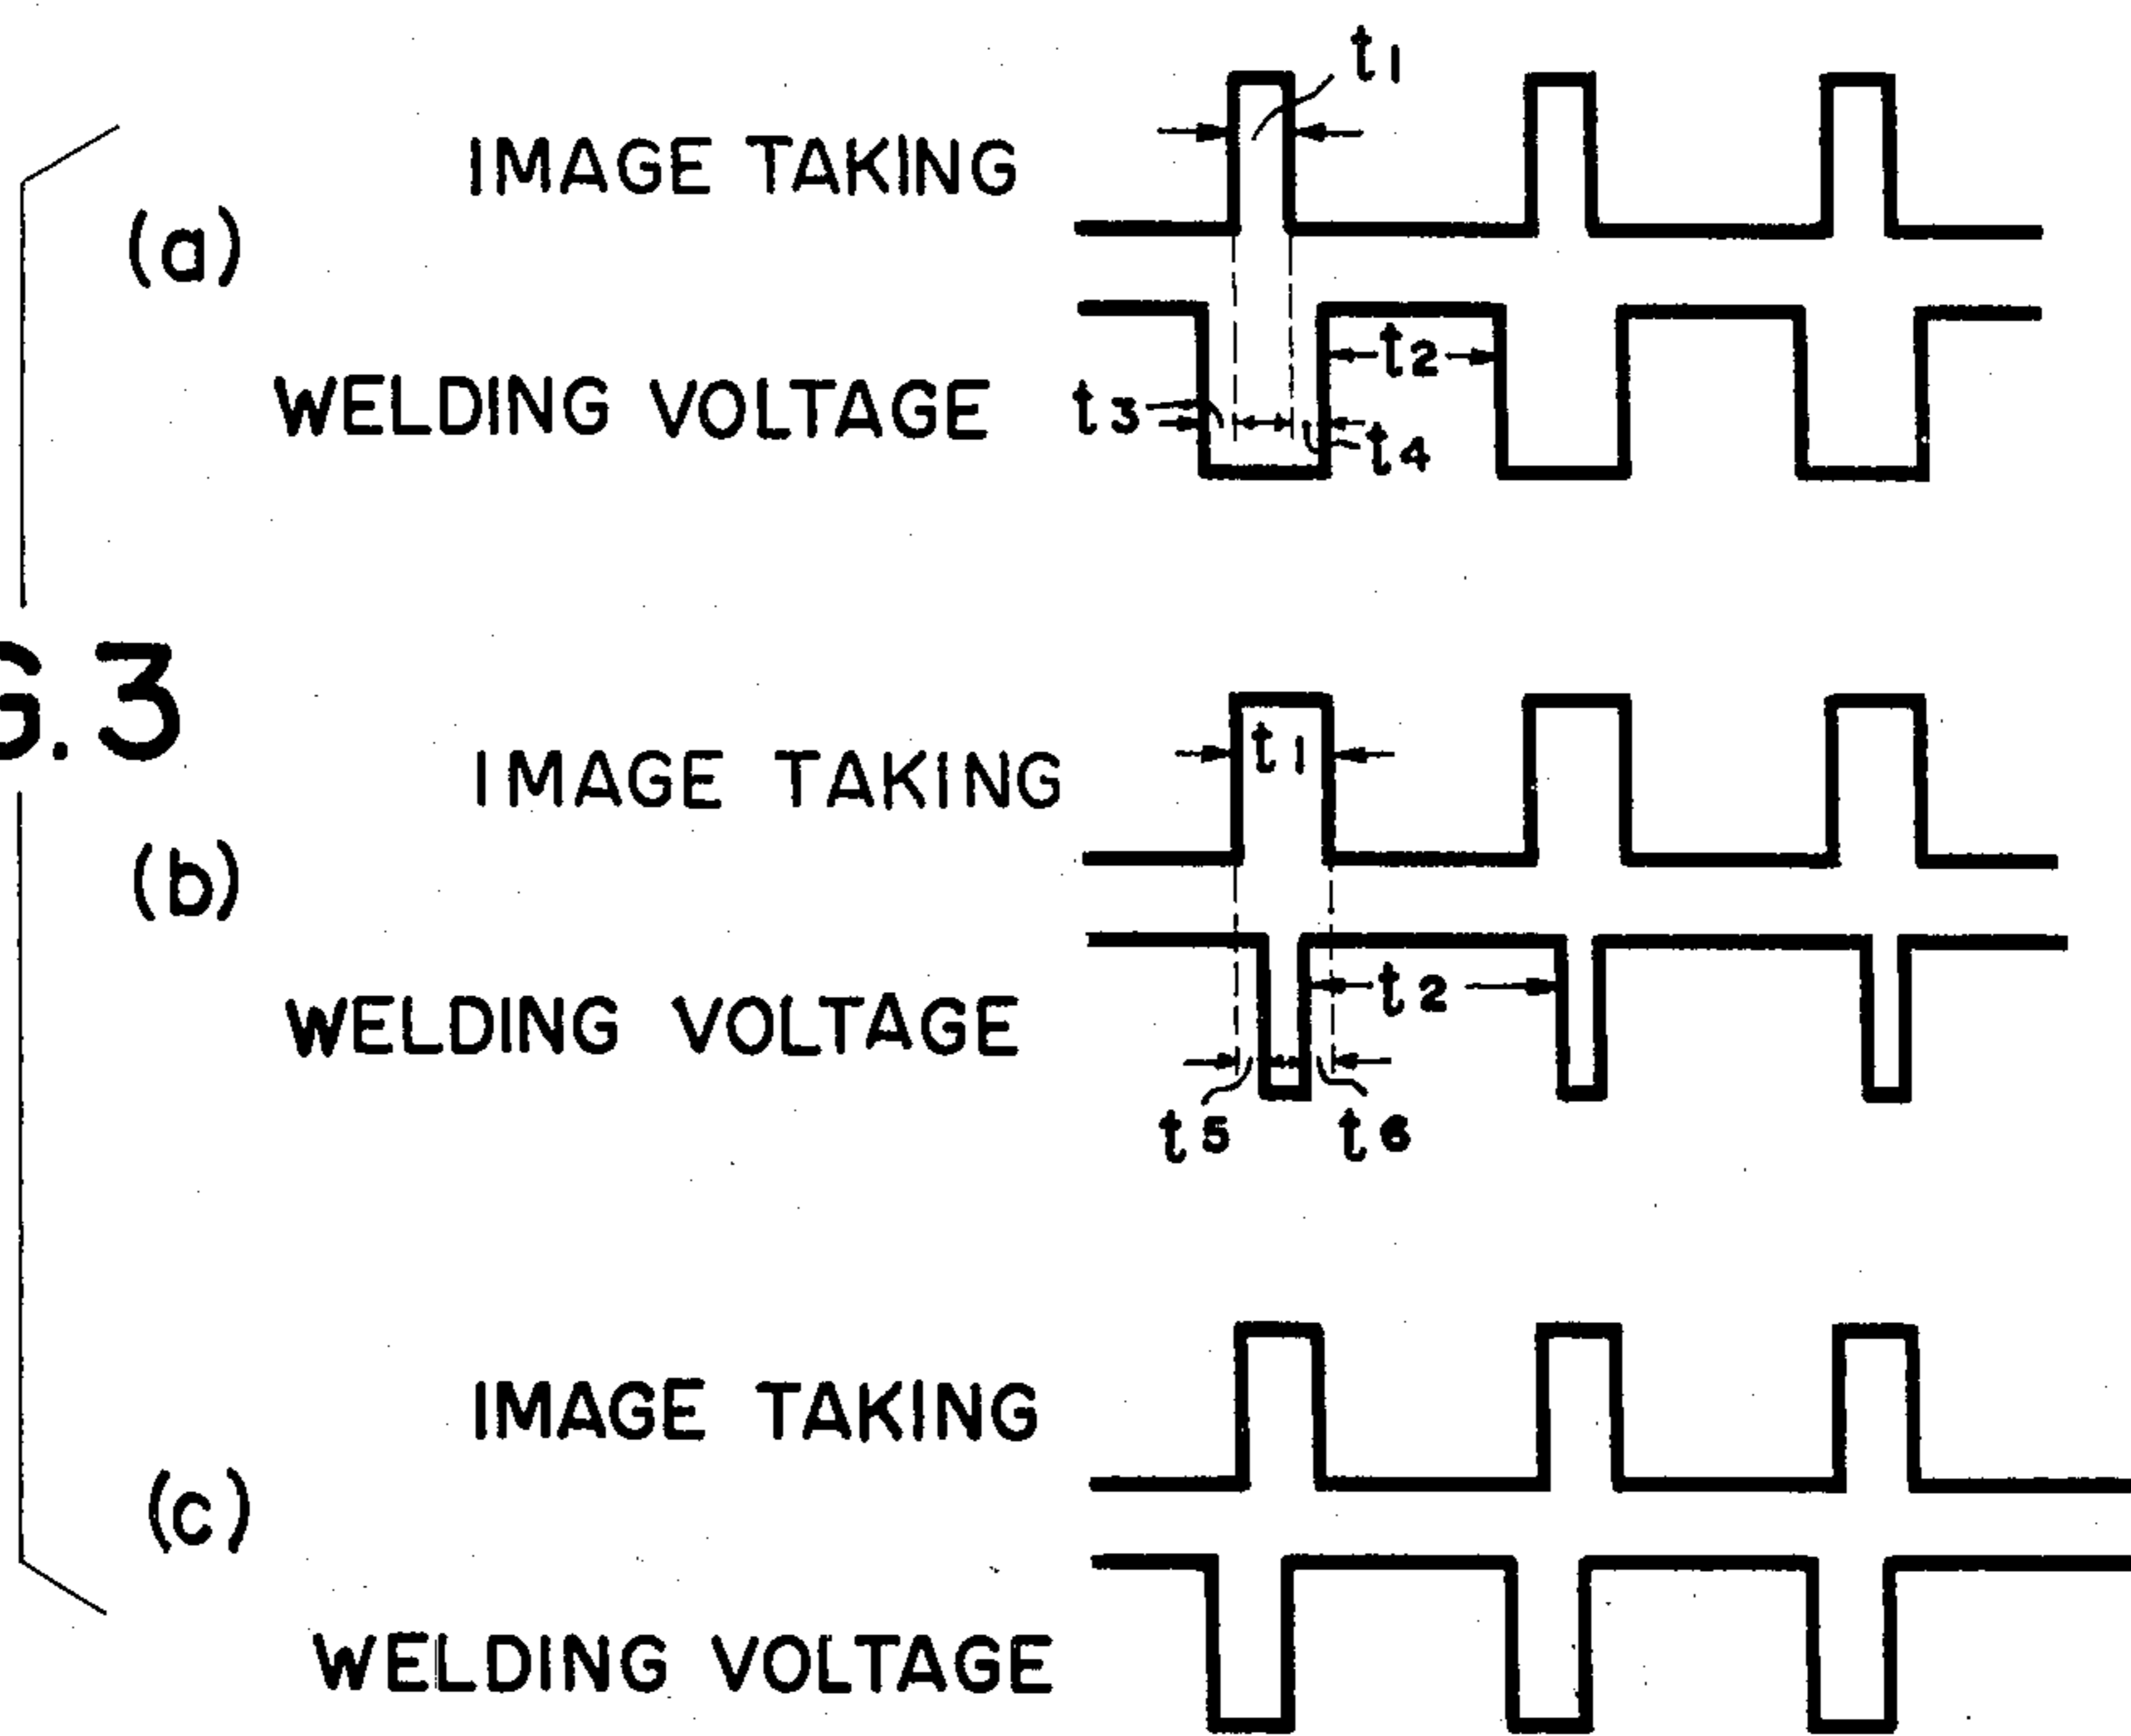 t1
IMAGE TAKING
(a)
t2
WELDING VOLTAGE
t3
t4
G.3
IMAGE TAKING
t1
(b)
t2
WELDING VOLTAGE
t5
t6
IMAGE TAKING
(c)
WELDING VOLTAGE